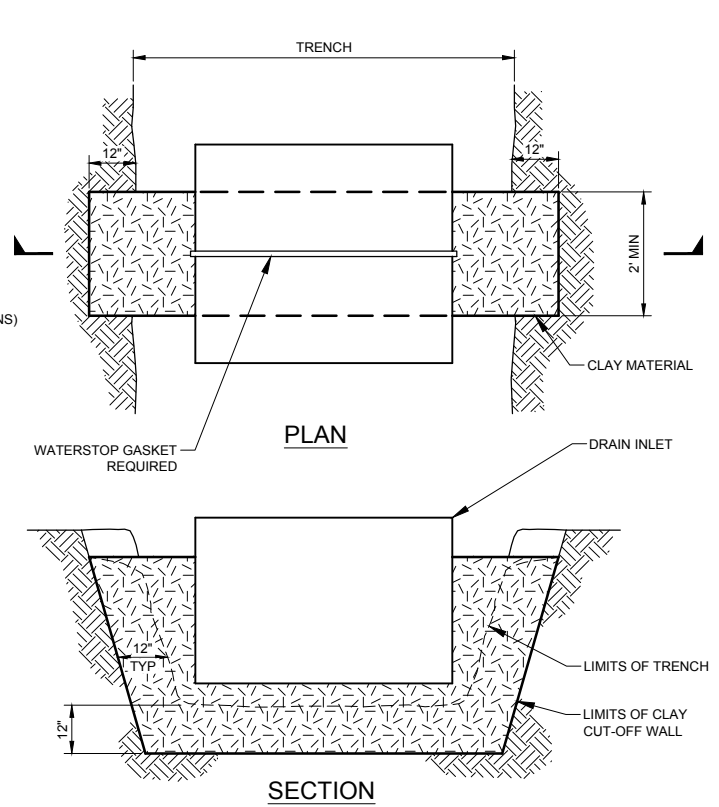 TRENCH
12"
12"
2' MIN
NS)
CLAY MATERIAL
PLAN
WATERSTOP GASKET
REQUIRED
DRAIN INLET
12"
TYP
LIMITS OF TRENCH
12"
LIMITS OF CLAY
CUT-OFF WALL
SECTION